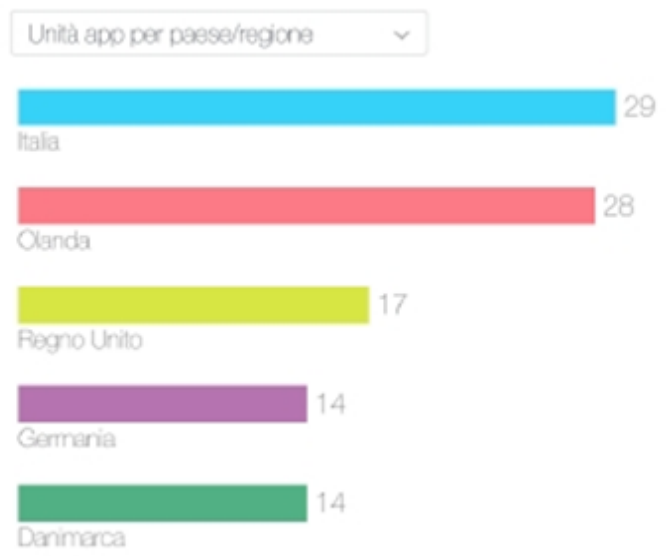 Unità app per paese/regione
29
Italia
28
Olanda
17
Regno Unito
14
Germania
14
Danimarca